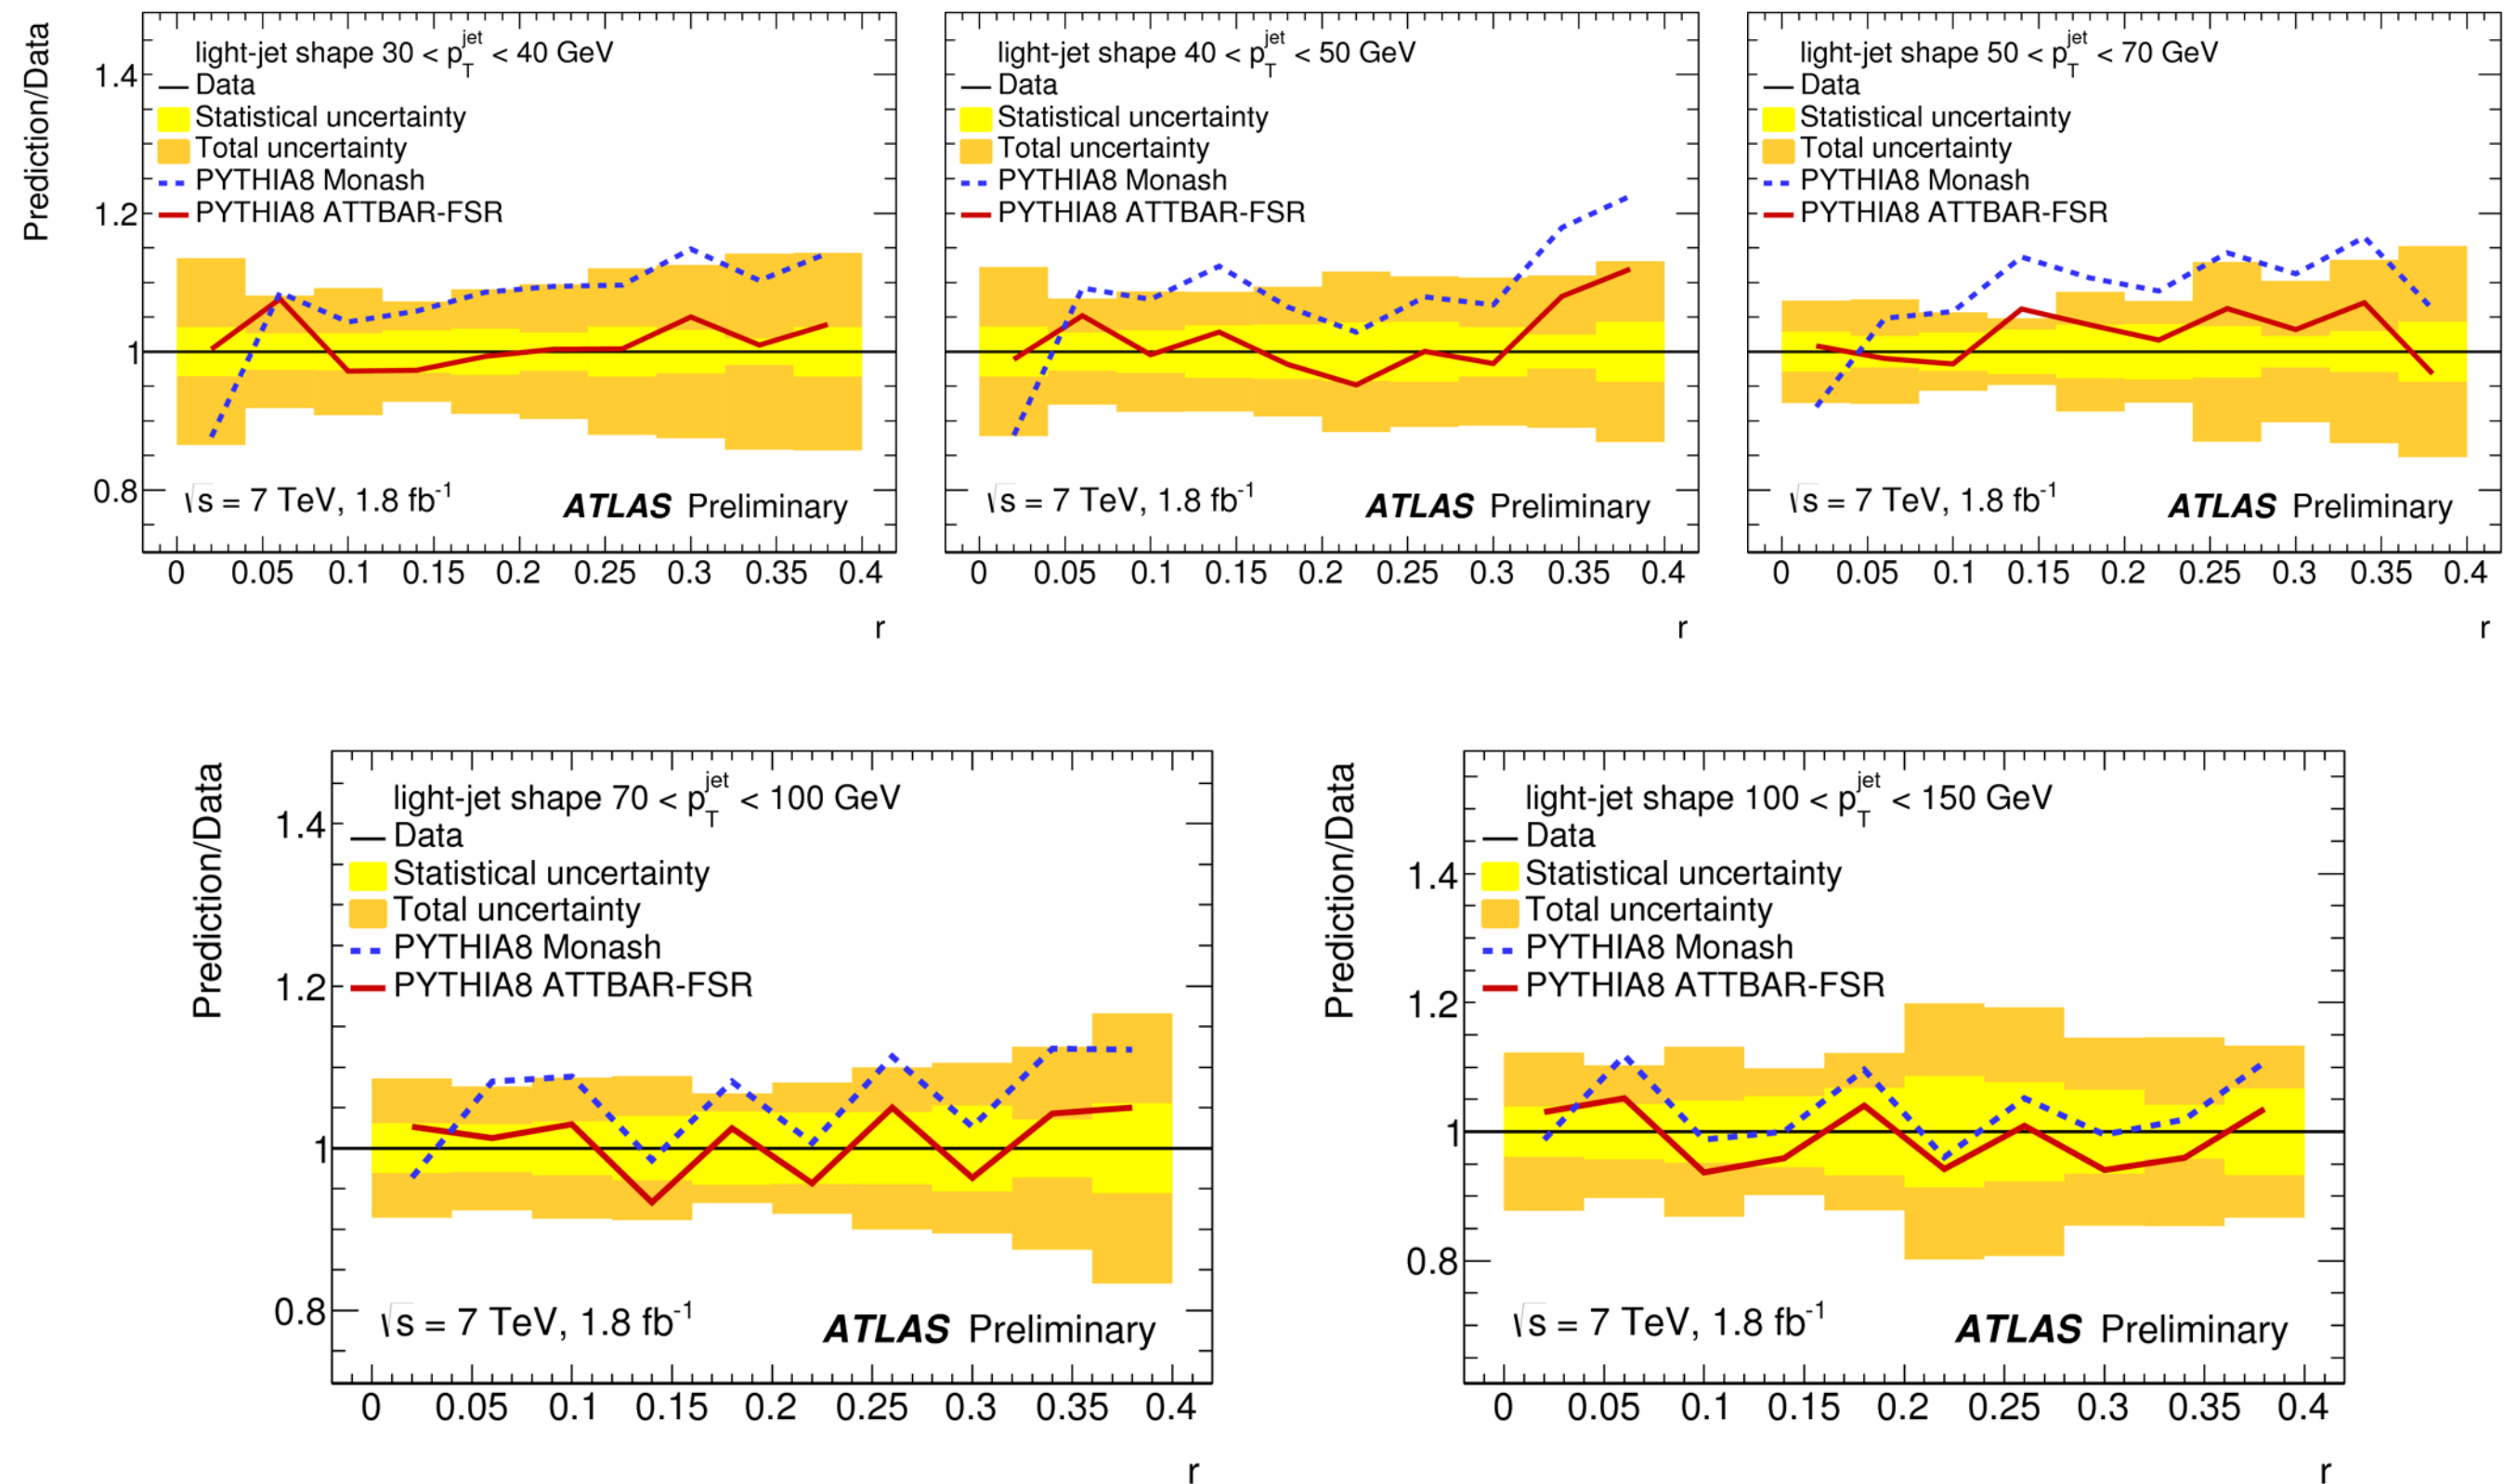 Prediction/Data
light-jet shape 30 < p_T^jet < 40 GeV
Data
Statistical uncertainty
Total uncertainty
PYTHIA8 Monash
PYTHIA8 ATTBAR-FSR
1.4
1.2
1
0.8
√s = 7 TeV, 1.8 fb⁻¹
ATLAS Preliminary
0 0.05 0.1 0.15 0.2 0.25 0.3 0.35 0.4
r
light-jet shape 40 < p_T^jet < 50 GeV
Data
Statistical uncertainty
Total uncertainty
PYTHIA8 Monash
PYTHIA8 ATTBAR-FSR
√s = 7 TeV, 1.8 fb⁻¹
ATLAS Preliminary
0 0.05 0.1 0.15 0.2 0.25 0.3 0.35 0.4
r
light-jet shape 50 < p_T^jet < 70 GeV
Data
Statistical uncertainty
Total uncertainty
PYTHIA8 Monash
PYTHIA8 ATTBAR-FSR
√s = 7 TeV, 1.8 fb⁻¹
ATLAS Preliminary
0 0.05 0.1 0.15 0.2 0.25 0.3 0.35 0.4
r
Prediction/Data
light-jet shape 70 < p_T^jet < 100 GeV
Data
Statistical uncertainty
Total uncertainty
PYTHIA8 Monash
PYTHIA8 ATTBAR-FSR
1.4
1.2
1
0.8
√s = 7 TeV, 1.8 fb⁻¹
ATLAS Preliminary
0 0.05 0.1 0.15 0.2 0.25 0.3 0.35 0.4
r
Prediction/Data
light-jet shape 100 < p_T^jet < 150 GeV
Data
Statistical uncertainty
Total uncertainty
PYTHIA8 Monash
PYTHIA8 ATTBAR-FSR
1.4
1.2
1
0.8
√s = 7 TeV, 1.8 fb⁻¹
ATLAS Preliminary
0 0.05 0.1 0.15 0.2 0.25 0.3 0.35 0.4
r